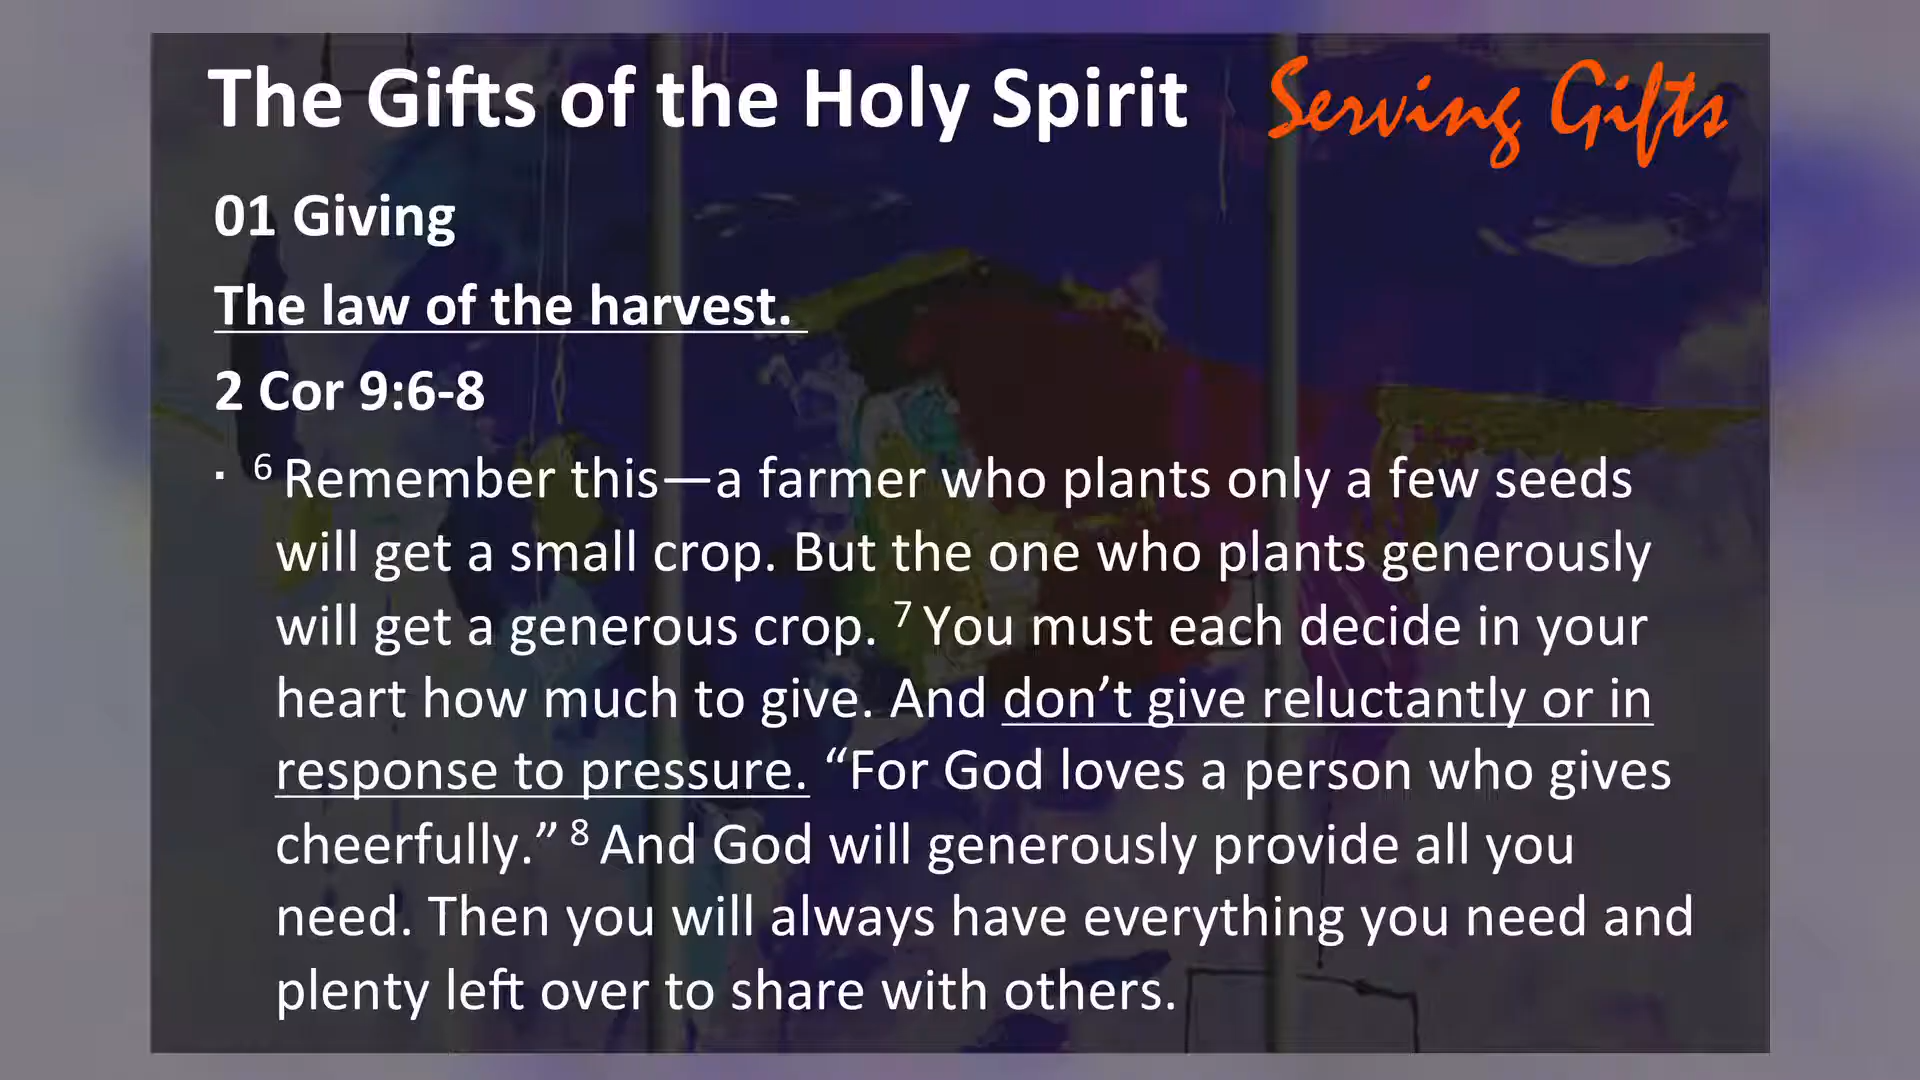 The Gifts of the Holy Spirit Serving Gifts
01 Giving
The law of the harvest.
2 Cor 9:6-8
▪ ⁶ Remember this—a farmer who plants only a few seeds
will get a small crop. But the one who plants generously
will get a generous crop. ⁷ You must each decide in your
heart how much to give. And don’t give reluctantly or in
response to pressure. “For God loves a person who gives
cheerfully.” ⁸ And God will generously provide all you
need. Then you will always have everything you need and
plenty left over to share with others.